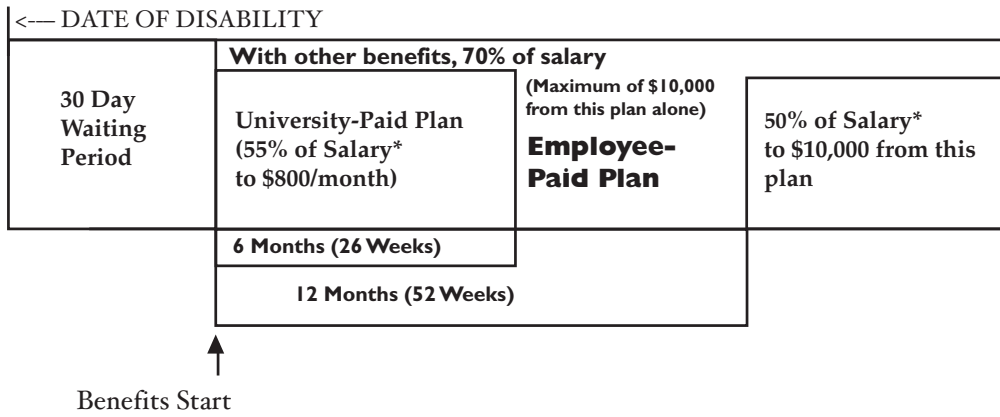 <--- DATE OF DISABILITY
With other benefits, 70% of salary
30 Day
Waiting
Period
University-Paid Plan
(55% of Salary*
to $800/month)
(Maximum of $10,000
from this plan alone)
Employee-
Paid Plan
50% of Salary*
to $10,000 from this
plan
6 Months (26 Weeks)
12 Months (52 Weeks)
Benefits Start